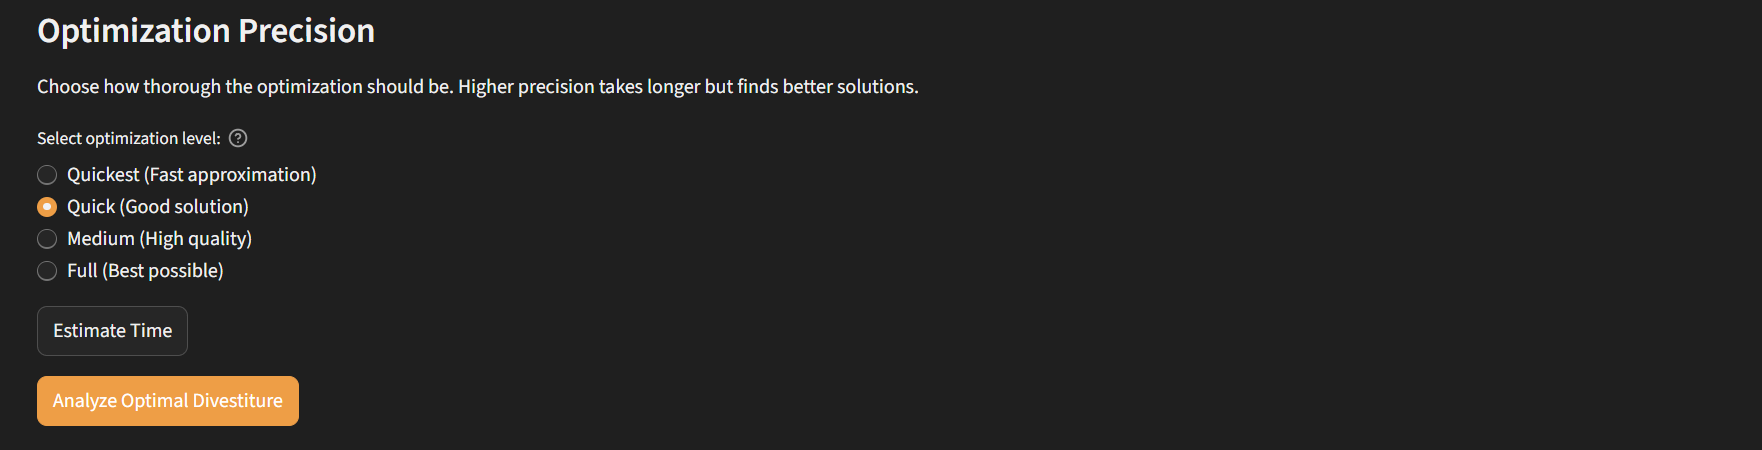 Optimization Precision
Choose how thorough the optimization should be. Higher precision takes longer but finds better solutions.
Select optimization level: ?
Quickest (Fast approximation)
Quick (Good solution)
Medium (High quality)
Full (Best possible)
Estimate Time
Analyze Optimal Divestiture